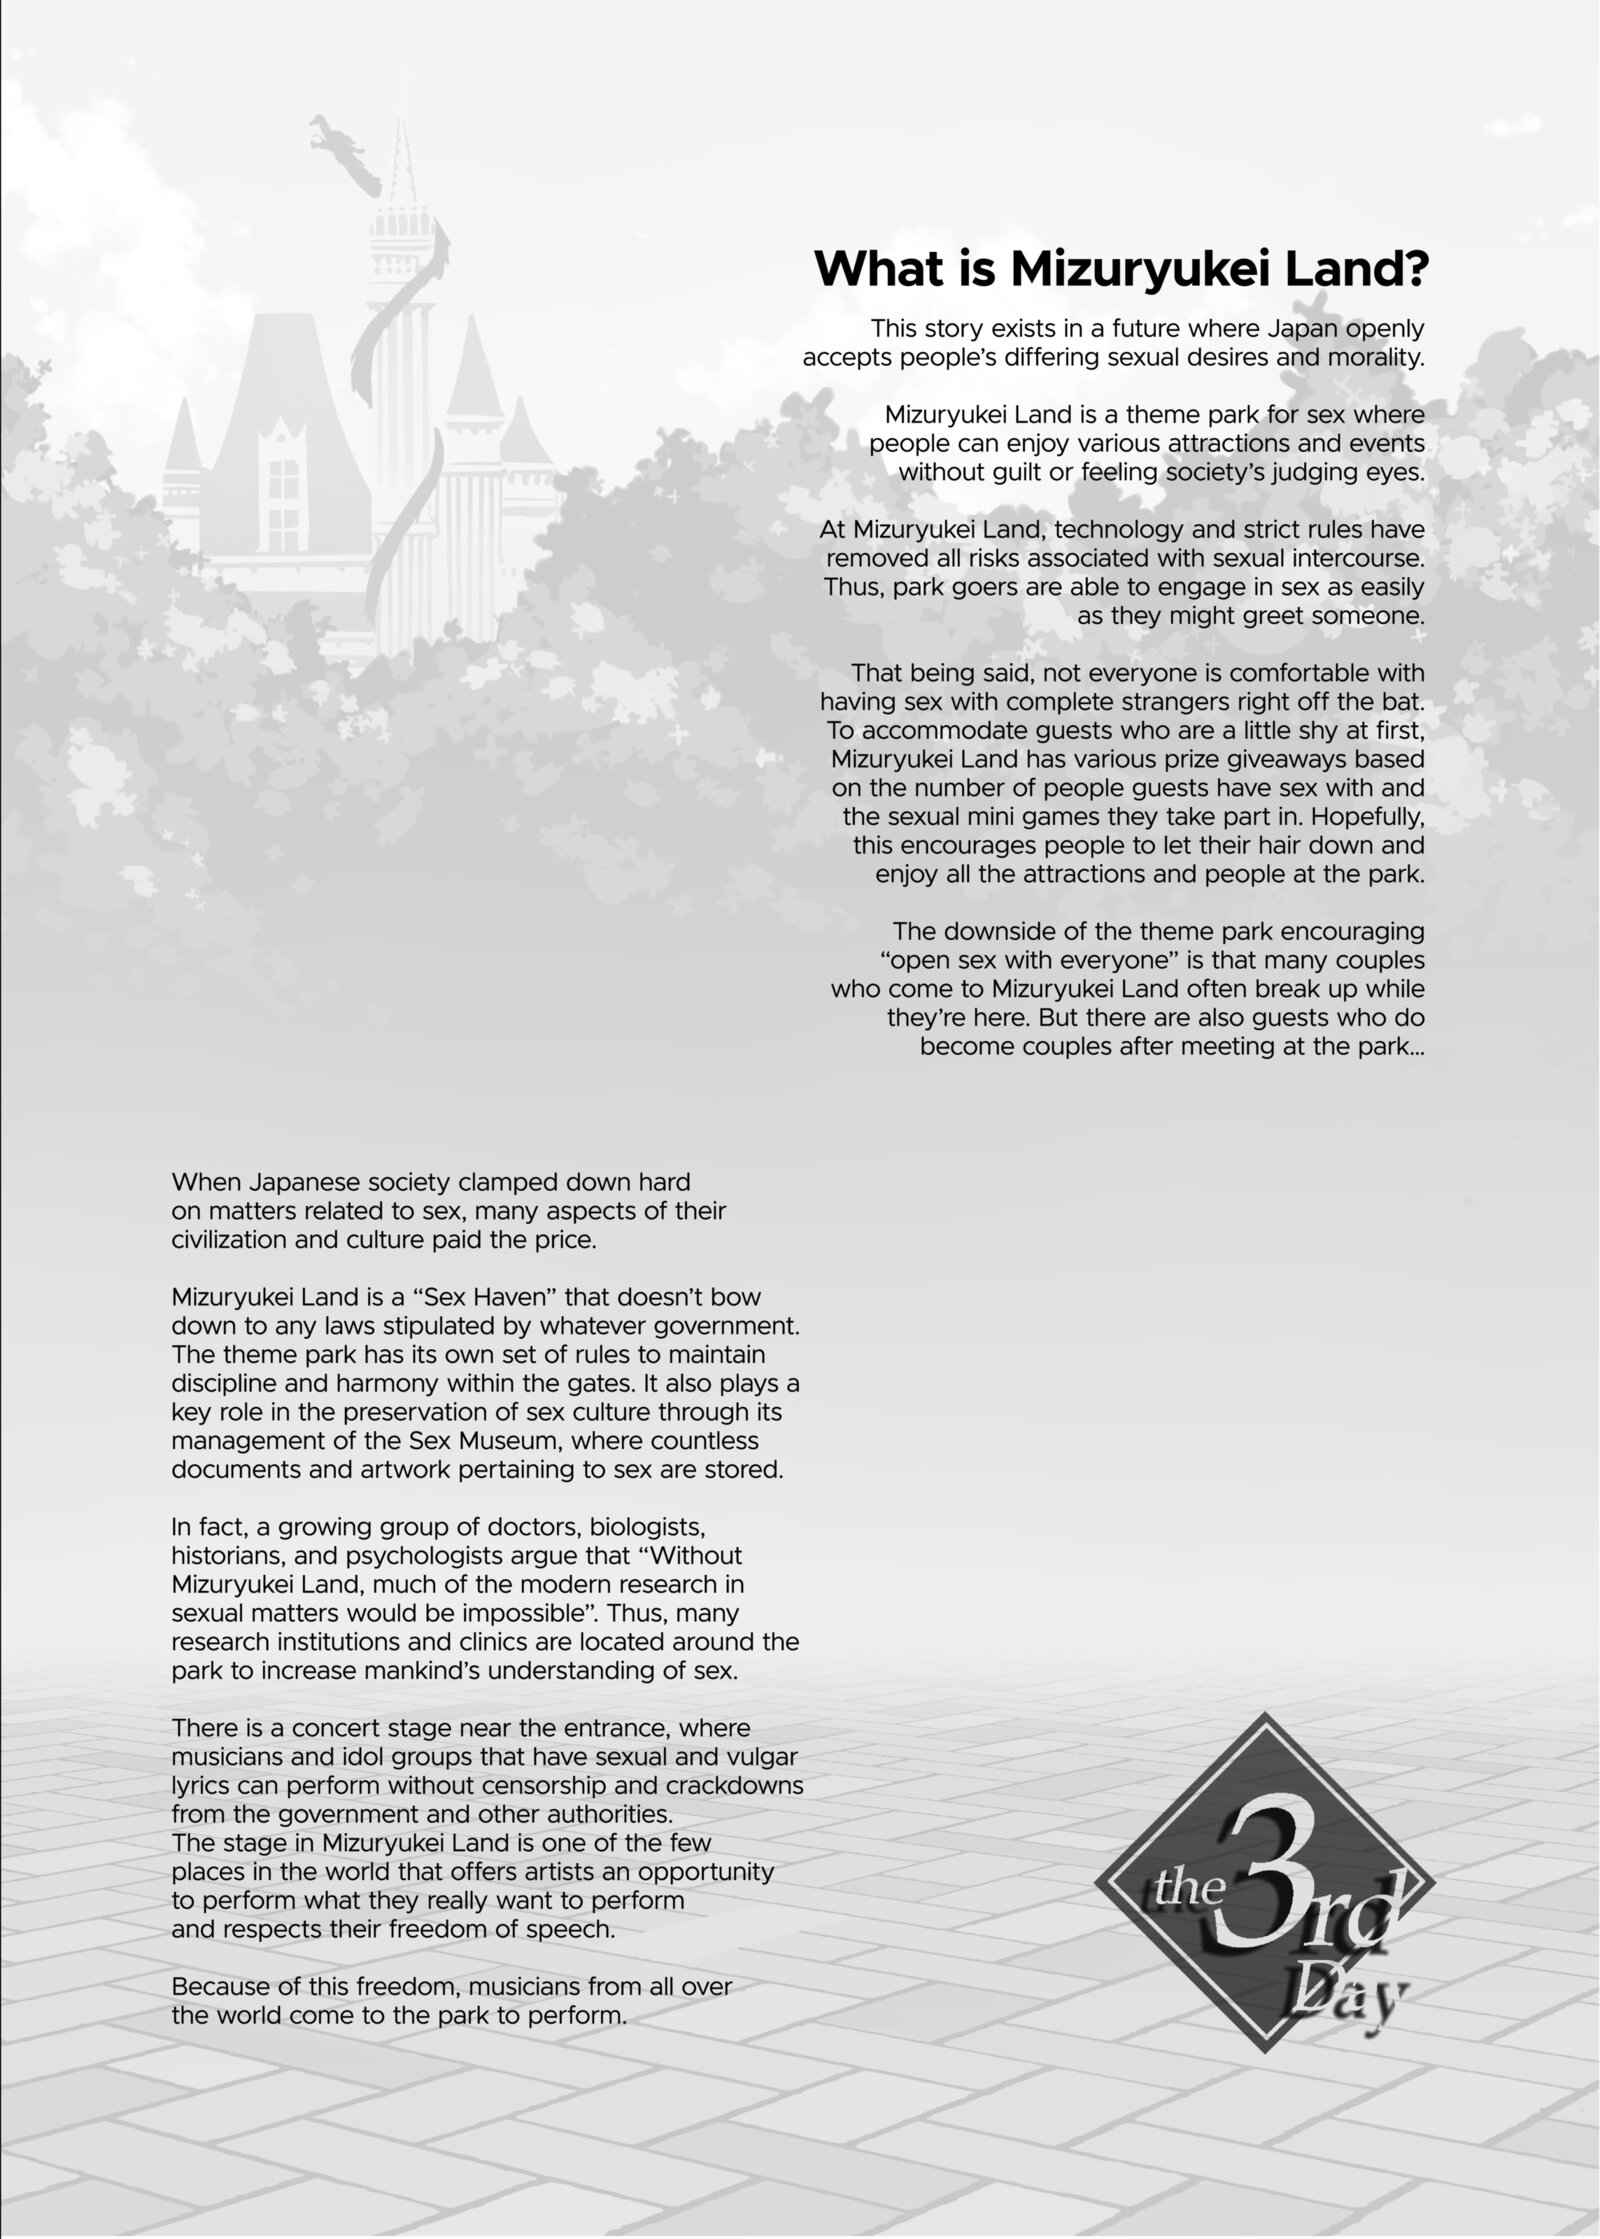 What is Mizuryukei Land?
This story exists in a future where Japan openly
accepts people's differing sexual desires and morality.
Mizuryukei Land is a theme park for sex where
people can enjoy various attractions and events
without guilt or feeling society's judging eyes.
At Mizuryukei Land, technology and strict rules have
removed all risks associated with sexual intercourse.
Thus, park goers are able to engage in sex as easily
as they might greet someone.
That being said, not everyone is comfortable with
having sex with complete strangers right off the bat.
To accommodate guests who are a little shy at first,
Mizuryukei Land has various prize giveaways based
on the number of people guests have sex with and
the sexual mini games they take part in. Hopefully,
this encourages people to let their hair down and
enjoy all the attractions and people at the park.
The downside of the theme park encouraging
“open sex with everyone” is that many couples
who come to Mizuryukei Land often break up while
they're here. But there are also guests who do
become couples after meeting at the park...
When Japanese society clamped down hard
on matters related to sex, many aspects of their
civilization and culture paid the price.
Mizuryukei Land is a “Sex Haven” that doesn't bow
down to any laws stipulated by whatever government.
The theme park has its own set of rules to maintain
discipline and harmony within the gates. It also plays a
key role in the preservation of sex culture through its
management of the Sex Museum, where countless
documents and artwork pertaining to sex are stored.
In fact, a growing group of doctors, biologists,
historians, and psychologists argue that “Without
Mizuryukei Land, much of the modern research in
sexual matters would be impossible”. Thus, many
research institutions and clinics are located around the
park to increase mankind's understanding of sex.
There is a concert stage near the entrance, where
musicians and idol groups that have sexual and vulgar
lyrics can perform without censorship and crackdowns
from the government and other authorities.
The stage in Mizuryukei Land is one of the few
places in the world that offers artists an opportunity
to perform what they really want to perform
and respects their freedom of speech.
Because of this freedom, musicians from all over
the world come to the park to perform.
the 3rd
Day